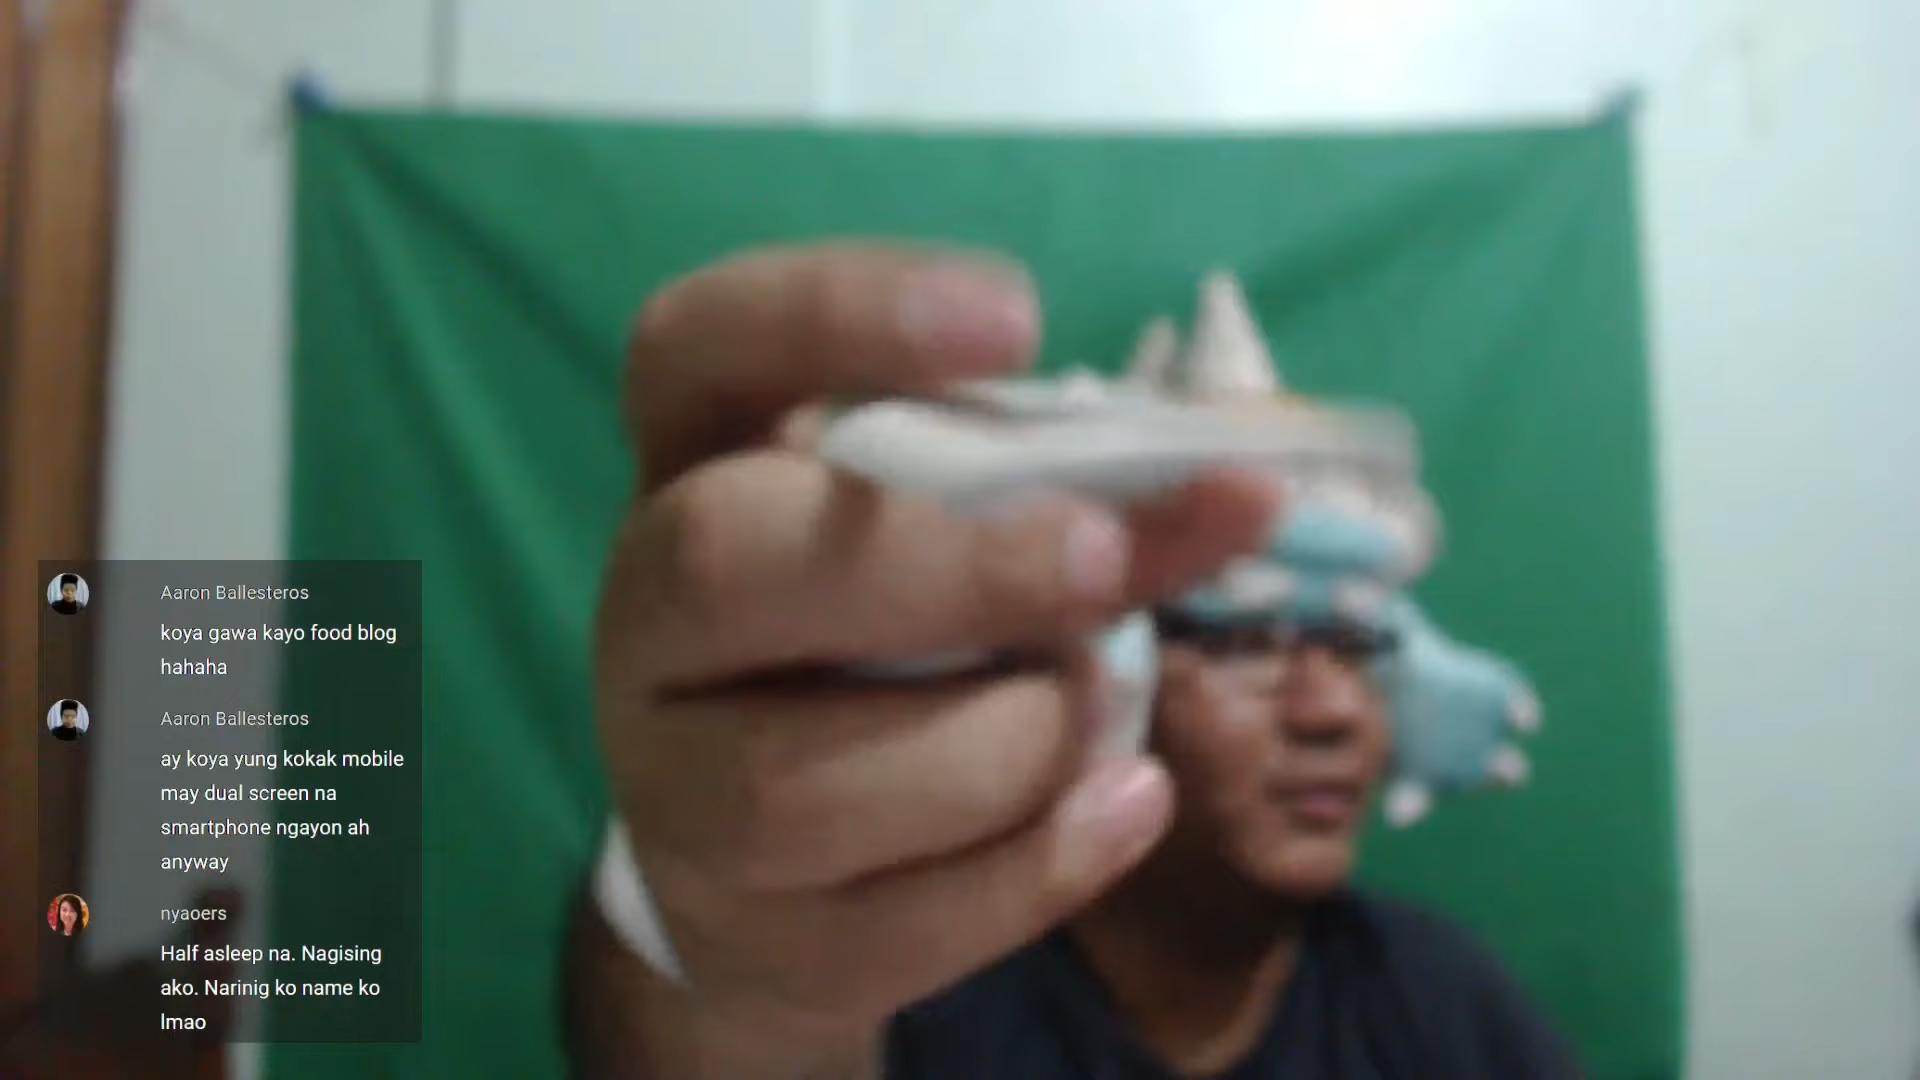 Aaron Ballesteros
koya gawa kayo food blog
hahaha
Aaron Ballesteros
ay koya yung kokak mobile
may dual screen na
smartphone ngayon ah
anyway
nyaoers
Half asleep na. Nagising
ako. Narinig ko name ko
lmao